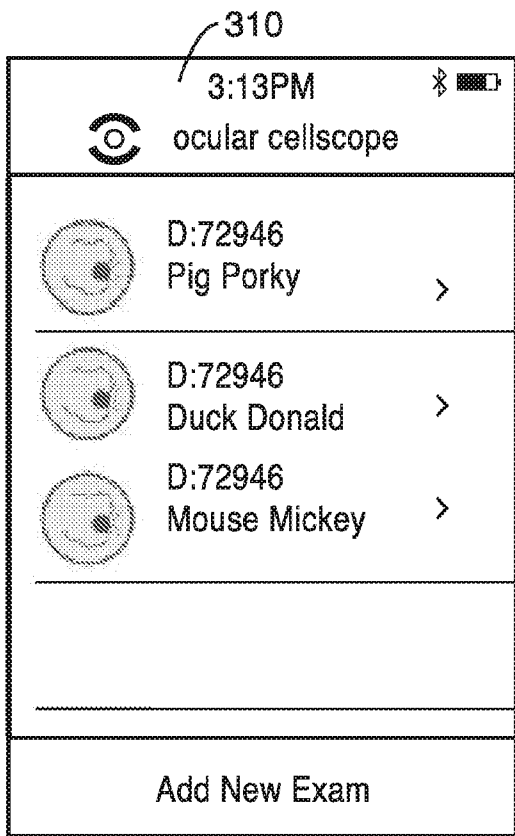 310
3:13PM
ocular cellscope
D:72946
Pig Porky
>
D:72946
Duck Donald
>
D:72946
Mouse Mickey
>
Add New Exam